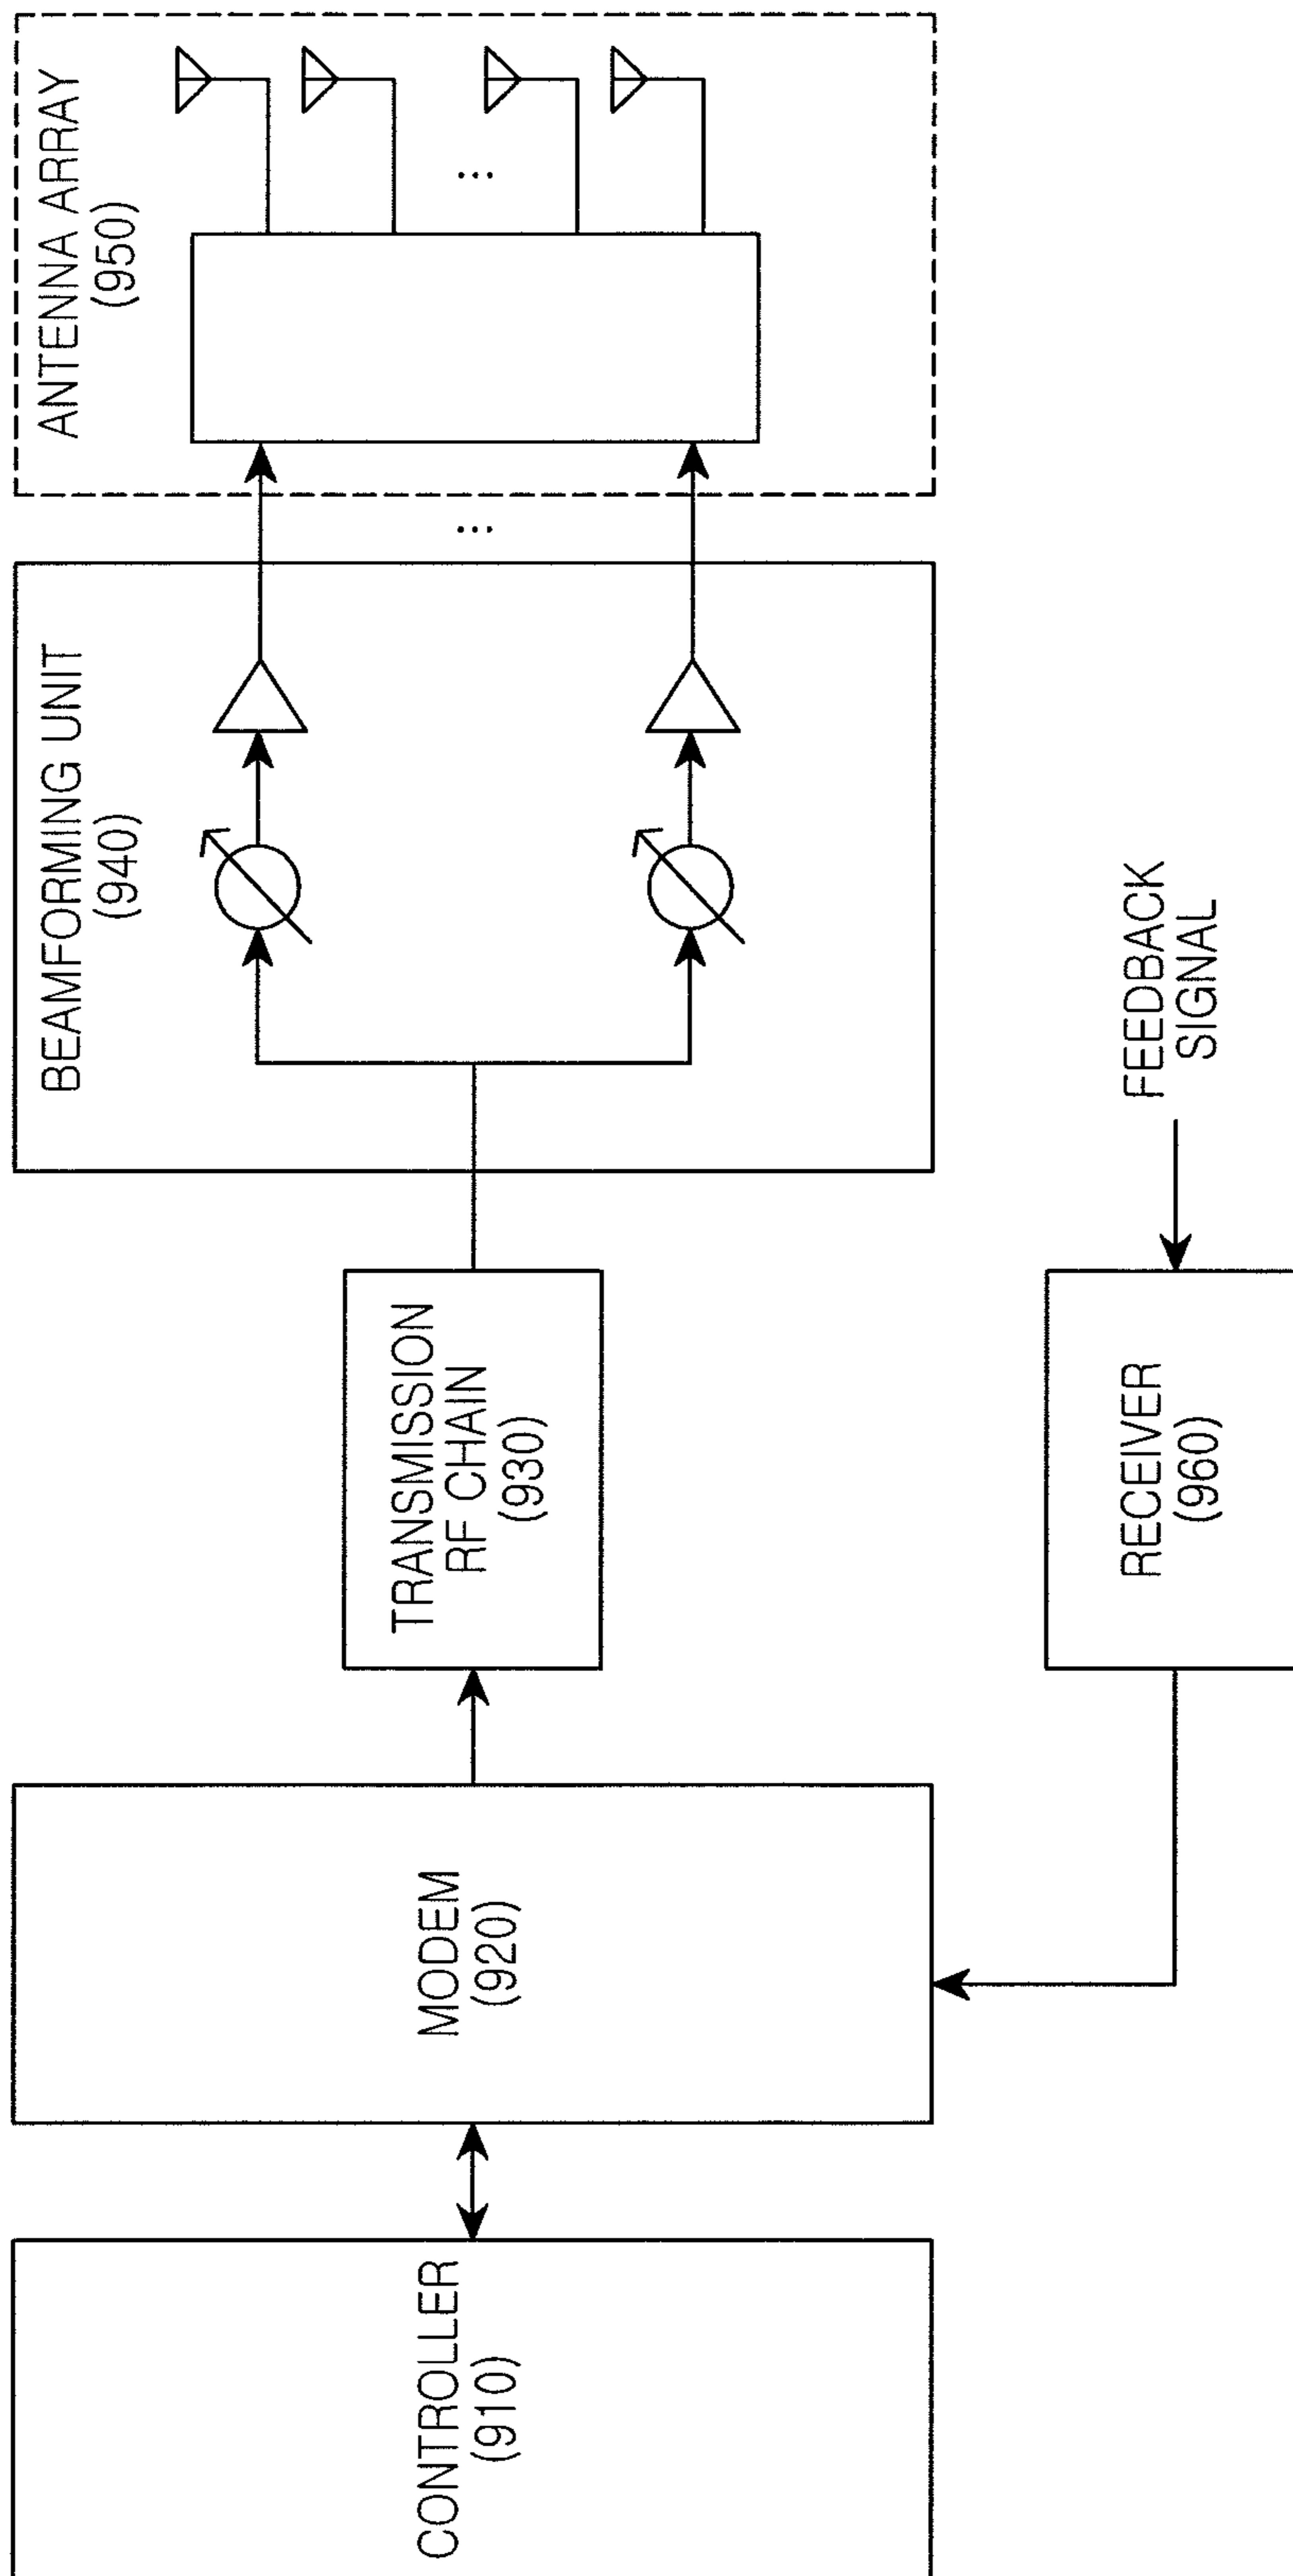 CONTROLLER
(910)
MODEM
(920)
TRANSMISSION
RF CHAIN
(930)
BEAMFORMING UNIT
(940)
...
ANTENNA ARRAY
(950)
...
RECEIVER
(960)
FEEDBACK
SIGNAL